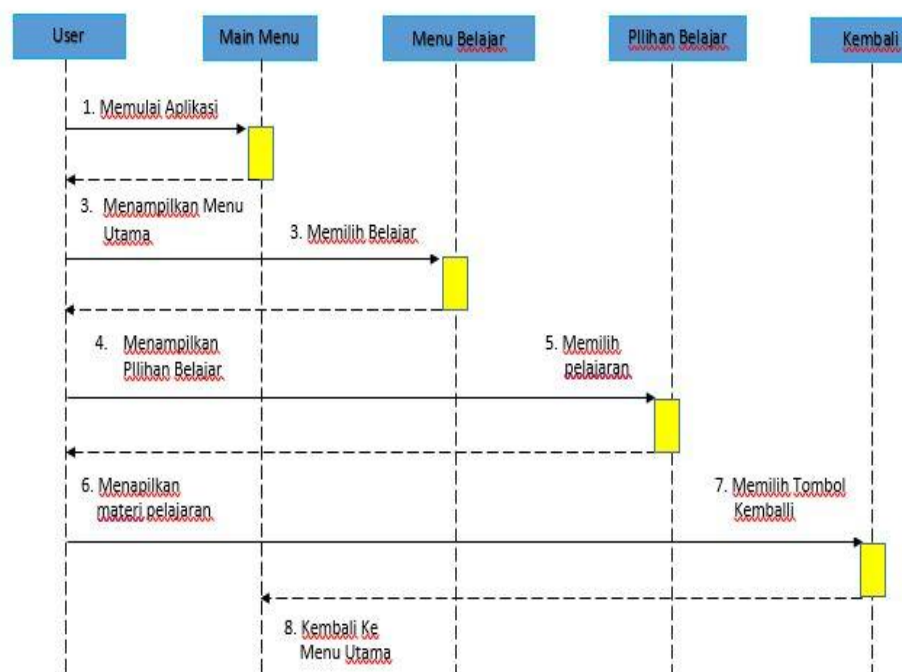 User
Main Menu
Menu Belajar
PIlihan Belajar
Kembali
1. Memulai Aplikasi
3. Menampilkan Menu
Utama
3. Memilih Belajar
4. Menampilkan
PIlihan Belajar
5. Memilih
pelajaran
6. Menapilkan
materi pelajaran
7. Memilih Tombol
Kemballi
8. Kembali Ke
Menu Utama